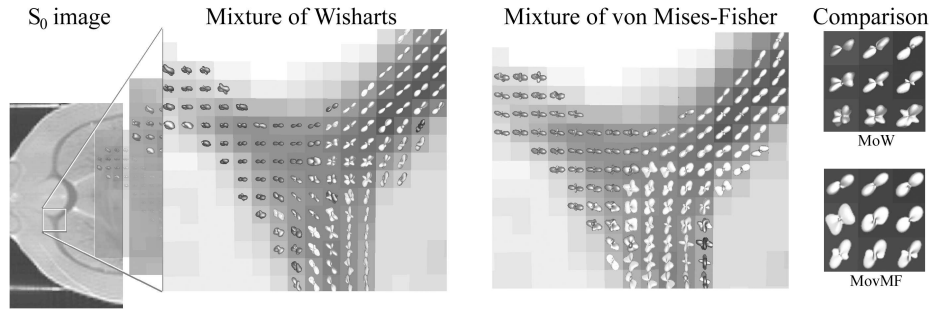 S₀ image
Mixture of Wisharts
Mixture of von Mises-Fisher
Comparison
MoW
MovMF